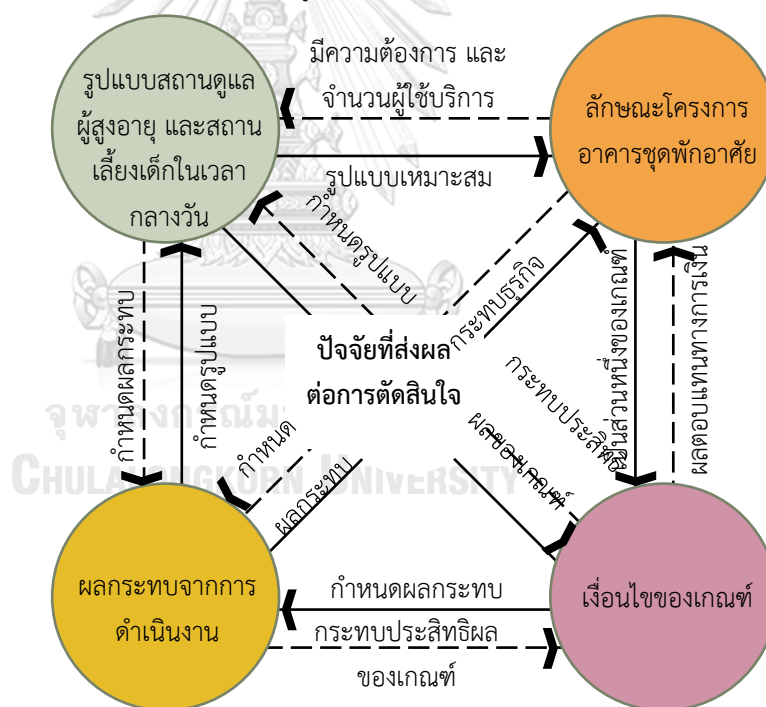 มีความต้องการ และ
จำนวนผู้ใช้บริการ
รูปแบบสถานดูแล
ผู้สูงอายุ และสถาน
เลี้ยงเด็กในเวลา
กลางวัน
ลักษณะโครงการ
อาคารชุดพักอาศัย
รูปแบบเหมาะสม
กำหนดรูปแบบ
กระทบธุรกิจ
กำหนดผลกระทบ
กำหนดรูปแบบ
ปัจจัยที่ส่งผล
ต่อการตัดสินใจ
กระทบประสิทธิ
ผลของเกณฑ์
เป็นส่วนหนึ่งของเกณฑ์
ผลตอบแทนทางการเงิน
กำหนด
ผลกระทบ
CHULALONGKORN UNIVERSITY
ผลกระทบจากการ
ดำเนินงาน
กำหนดผลกระทบ
กระทบประสิทธิผล
ของเกณฑ์
เงื่อนไขของเกณฑ์